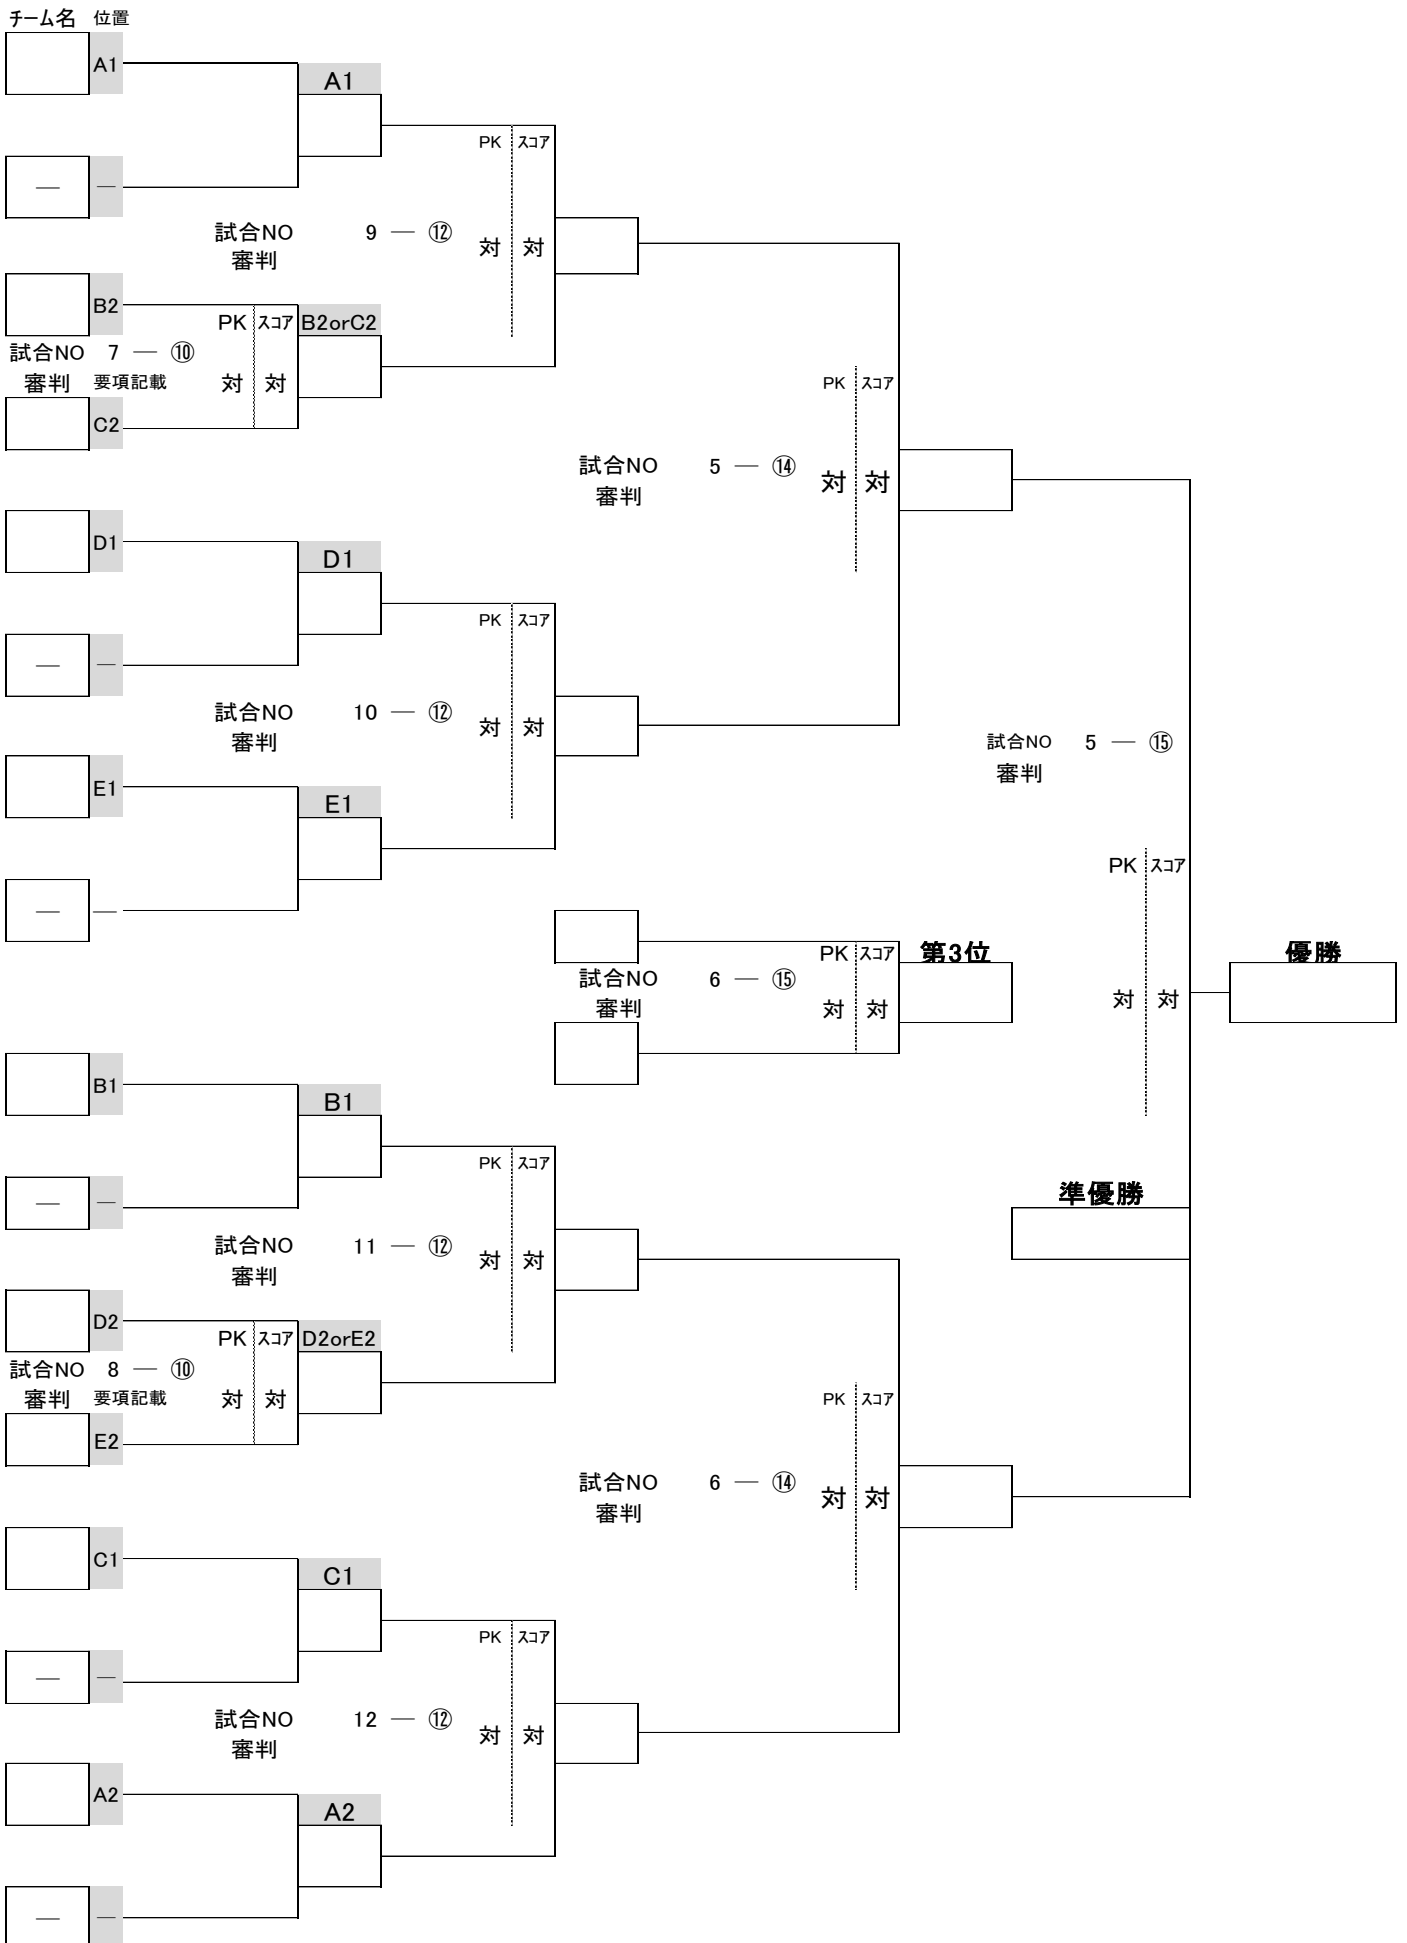 チーム名 位置
A1
A1
PK スコア
— —
試合NO 9 — ⑫
審判
対 対
B2
PK スコア B2orC2
試合NO 7 — ⑩
審判 要項記載 対 対
C2
PK スコア
試合NO 5 — ⑭
審判
対 対
D1
D1
PK スコア
— —
試合NO 10 — ⑫
審判
対 対
試合NO 5 — ⑮
審判
E1
E1
PK スコア
— —
PK スコア 第3位
優勝
試合NO 6 — ⑮
審判
対 対
対 対
B1
B1
PK スコア
— —
準優勝
試合NO 11 — ⑫
審判
対 対
D2
PK スコア D2orE2
試合NO 8 — ⑩
審判 要項記載 対 対
PK スコア
E2
試合NO 6 — ⑭
審判
対 対
C1
C1
PK スコア
— —
試合NO 12 — ⑫
審判
対 対
A2
A2
— —